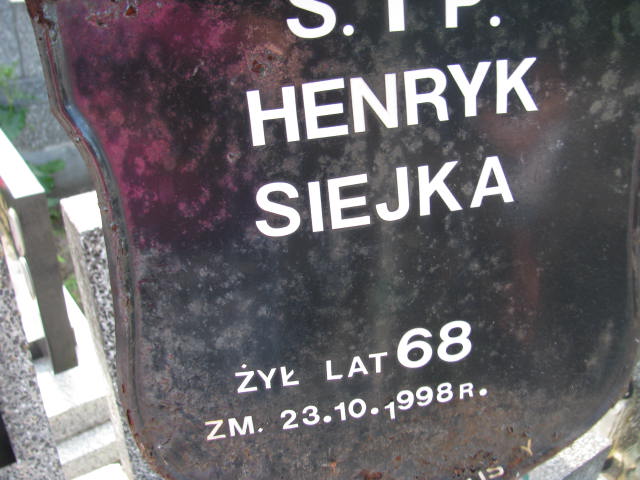 Ś. † P.
HENRYK
SIEJKA
ŻYŁ LAT 68
ZM. 23.10.1998 R.